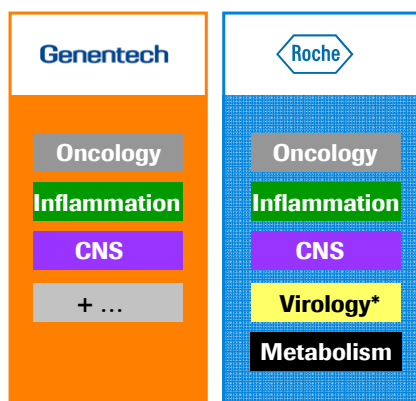 Genentech
Oncology
Inflammation
CNS
+ ...
Roche
Oncology
Inflammation
CNS
Virology*
Metabolism